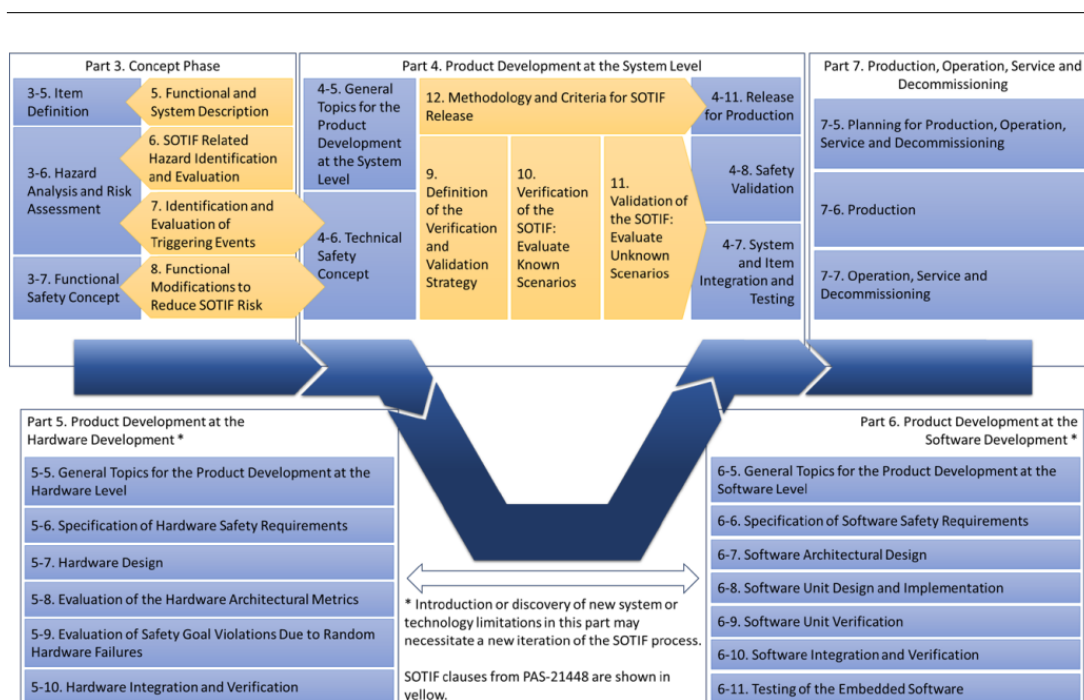 Part 3. Concept Phase
3-5. Item
Definition
5. Functional and
System Description
3-6. Hazard
Analysis and Risk
Assessment
6. SOTIF Related
Hazard Identification
and Evaluation
7. Identification and
Evaluation of
Triggering Events
3-7. Functional
Safety Concept
8. Functional
Modifications to
Reduce SOTIF Risk
Part 4. Product Development at the System Level
4-5. General
Topics for the
Product
Development
at the System
Level
4-6. Technical
Safety
Concept
12. Methodology and Criteria for SOTIF
Release
9.
Definition
of the
Verification
and
Validation
Strategy
10.
Verification
of the
SOTIF:
Evaluate
Known
Scenarios
11.
Validation of
the SOTIF:
Evaluate
Unknown
Scenarios
4-11. Release
for Production
4-8. Safety
Validation
4-7. System
and Item
Integration and
Testing
Part 7. Production, Operation, Service and
Decommissioning
7-5. Planning for Production, Operation,
Service and Decommissioning
7-6. Production
7-7. Operation, Service and
Decommissioning
Part 5. Product Development at the
Hardware Development *
5-5. General Topics for the Product Development at the
Hardware Level
5-6. Specification of Hardware Safety Requirements
5-7. Hardware Design
5-8. Evaluation of the Hardware Architectural Metrics
5-9. Evaluation of Safety Goal Violations Due to Random
Hardware Failures
5-10. Hardware Integration and Verification
* Introduction or discovery of new system or
technology limitations in this part may
necessitate a new iteration of the SOTIF process.
SOTIF clauses from PAS-21448 are shown in
yellow.
Part 6. Product Development at the
Software Development *
6-5. General Topics for the Product Development at the
Software Level
6-6. Specification of Software Safety Requirements
6-7. Software Architectural Design
6-8. Software Unit Design and Implementation
6-9. Software Unit Verification
6-10. Software Integration and Verification
6-11. Testing of the Embedded Software